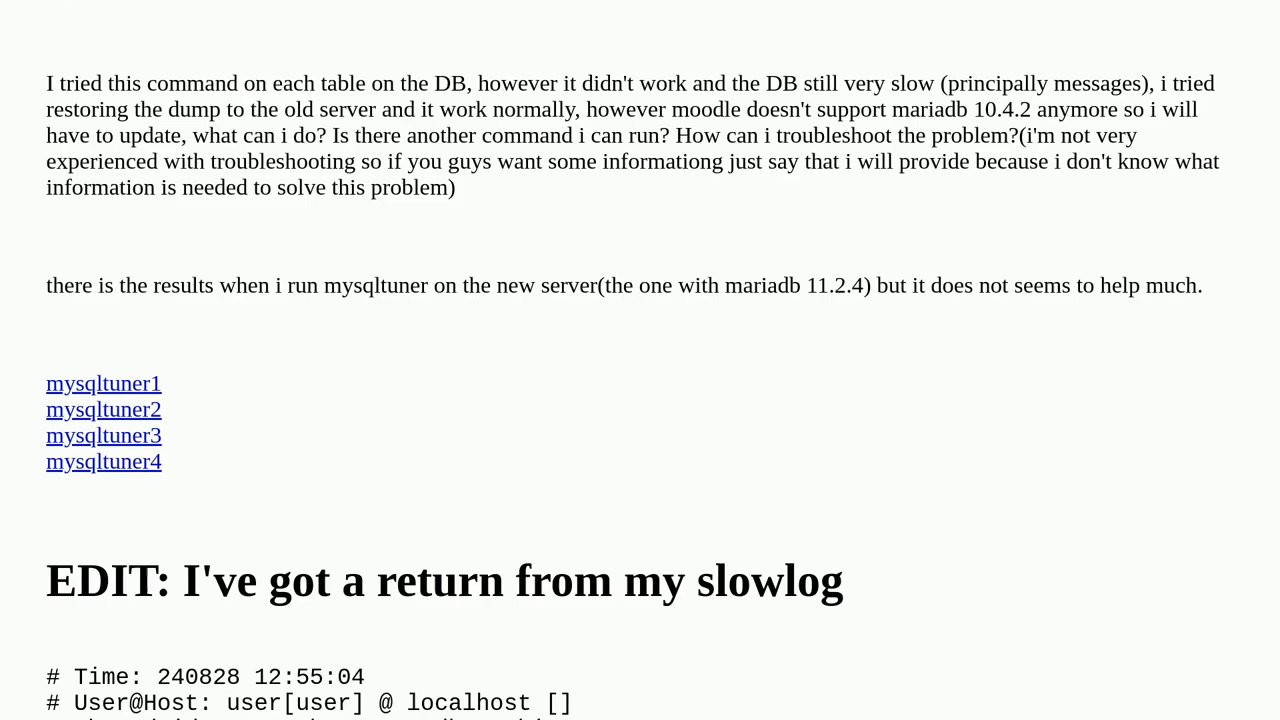 I tried this command on each table on the DB, however it didn't work and the DB still very slow (principally messages), i tried
restoring the dump to the old server and it work normally, however moodle doesn't support mariadb 10.4.2 anymore so i will
have to update, what can i do? Is there another command i can run? How can i troubleshoot the problem?(i'm not very
experienced with troubleshooting so if you guys want some informationg just say that i will provide because i don't know what
information is needed to solve this problem)
there is the results when i run mysqltuner on the new server(the one with mariadb 11.2.4) but it does not seems to help much.
mysqltuner1
mysqltuner2
mysqltuner3
mysqltuner4
EDIT: I've got a return from my slowlog
# Time: 240828 12:55:04
# User@Host: user[user] @ localhost []